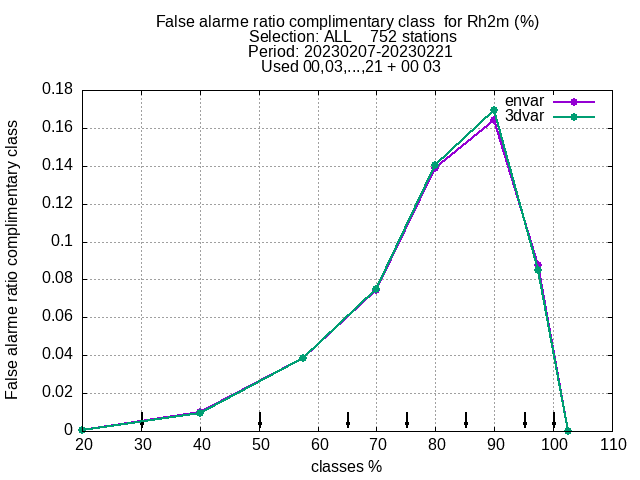 False alarme ratio complimentary class  for Rh2m (%)
Selection: ALL    752 stations
Period: 20230207-20230221
Used 00,03,...,21 + 00 03
envar
3dvar
False alarme ratio complimentary class
0.18
0.16
0.14
0.12
0.1
0.08
0.06
0.04
0.02
0
20 30 40 50 60 70 80 90 100 110
classes %